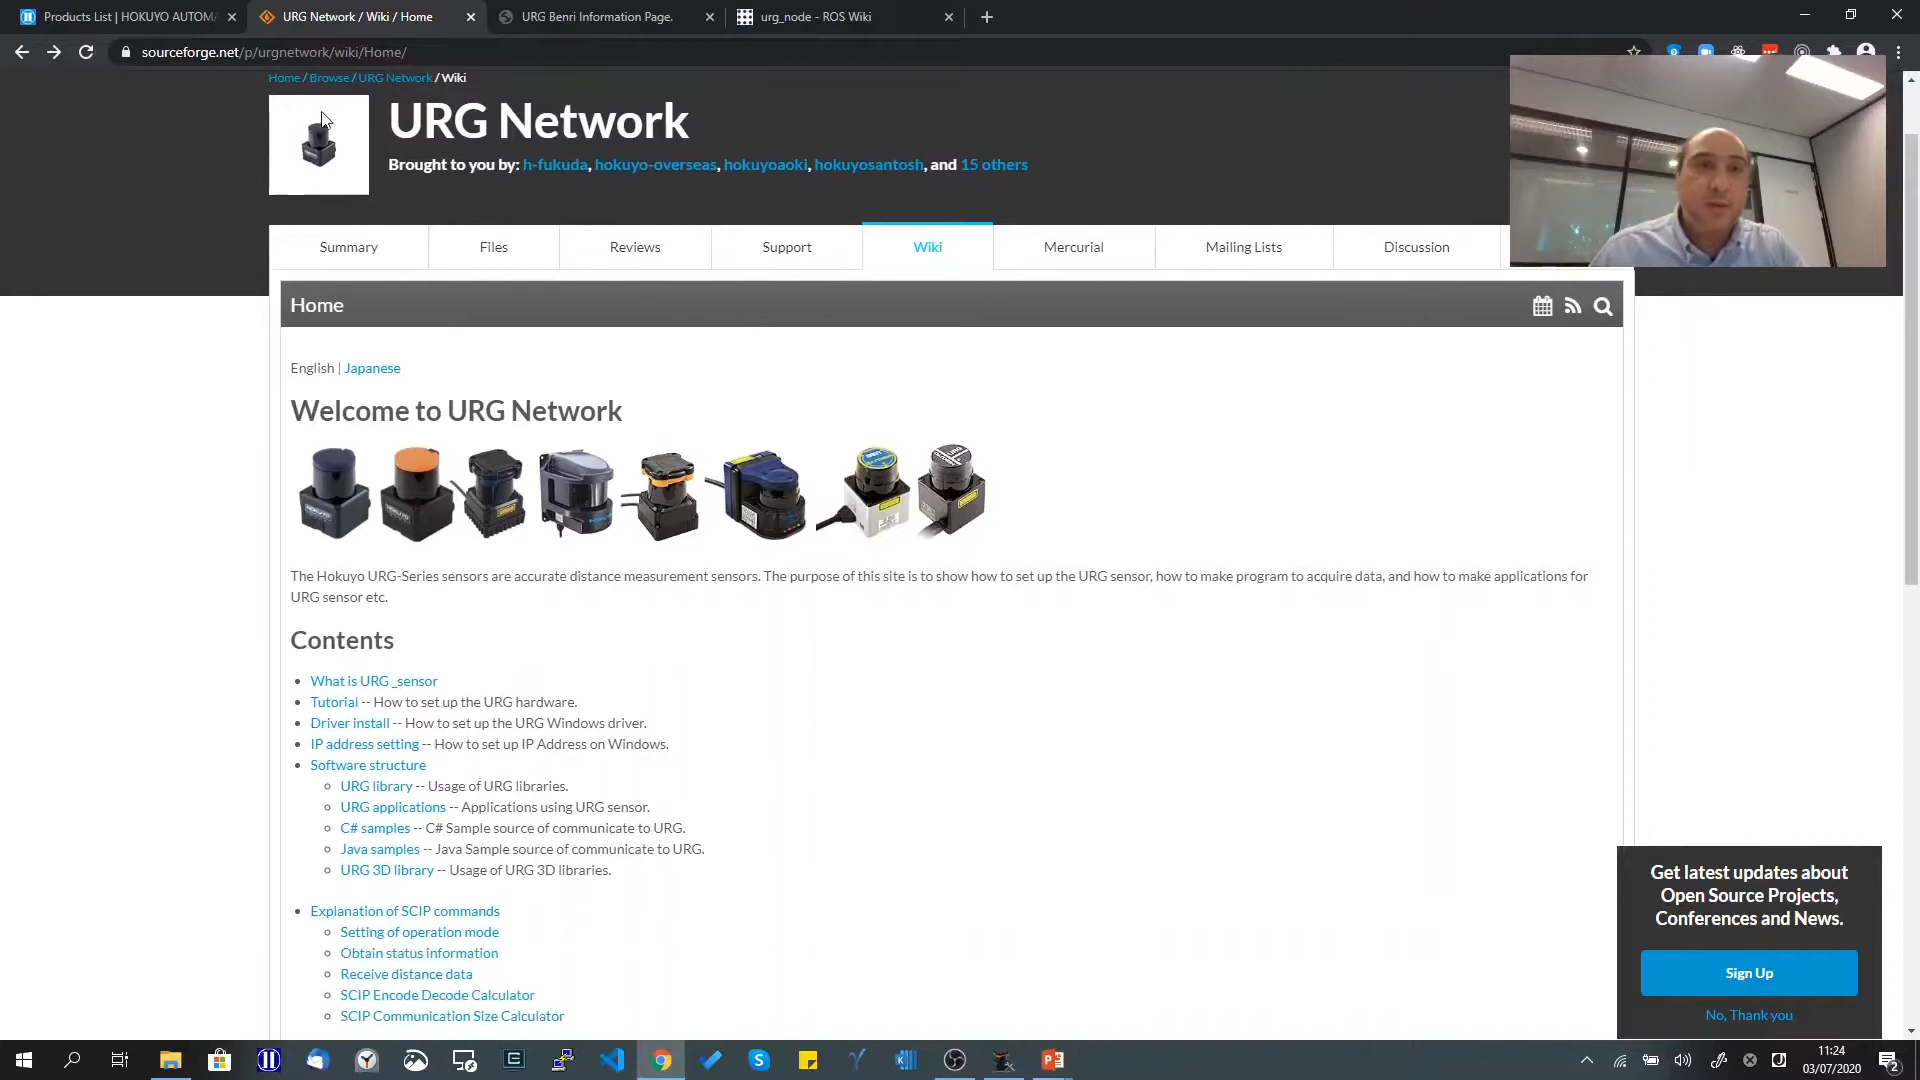 Products List | HOKUYO AUTOMA
URG Network / Wiki / Home
URG Benri Information Page.
urg_node - ROS Wiki
sourceforge.net/p/urgnetwork/wiki/Home/
Home / Browse / URG Network / Wiki
URG Network
Brought to you by: h-fukuda, hokuyo-overseas, hokuyoaoki, hokuyosantosh, and 15 others
Summary
Files
Reviews
Support
Wiki
Mercurial
Mailing Lists
Discussion
Home
English | Japanese
Welcome to URG Network
The Hokuyo URG-Series sensors are accurate distance measurement sensors. The purpose of this site is to show how to set up the URG sensor, how to make program to acquire data, and how to make applications for
URG sensor etc.
Contents
What is URG _sensor
Tutorial -- How to set up the URG hardware.
Driver install -- How to set up the URG Windows driver.
IP address setting -- How to set up IP Address on Windows.
Software structure
URG library -- Usage of URG libraries.
URG applications -- Applications using URG sensor.
C# samples -- C# Sample source of communicate to URG.
Java samples -- Java Sample source of communicate to URG.
URG 3D library -- Usage of URG 3D libraries.
Explanation of SCIP commands
Setting of operation mode
Obtain status information
Receive distance data
SCIP Encode Decode Calculator
SCIP Communication Size Calculator
Get latest updates about
Open Source Projects,
Conferences and News.
Sign Up
No, Thank you
11:24
03/07/2020
2